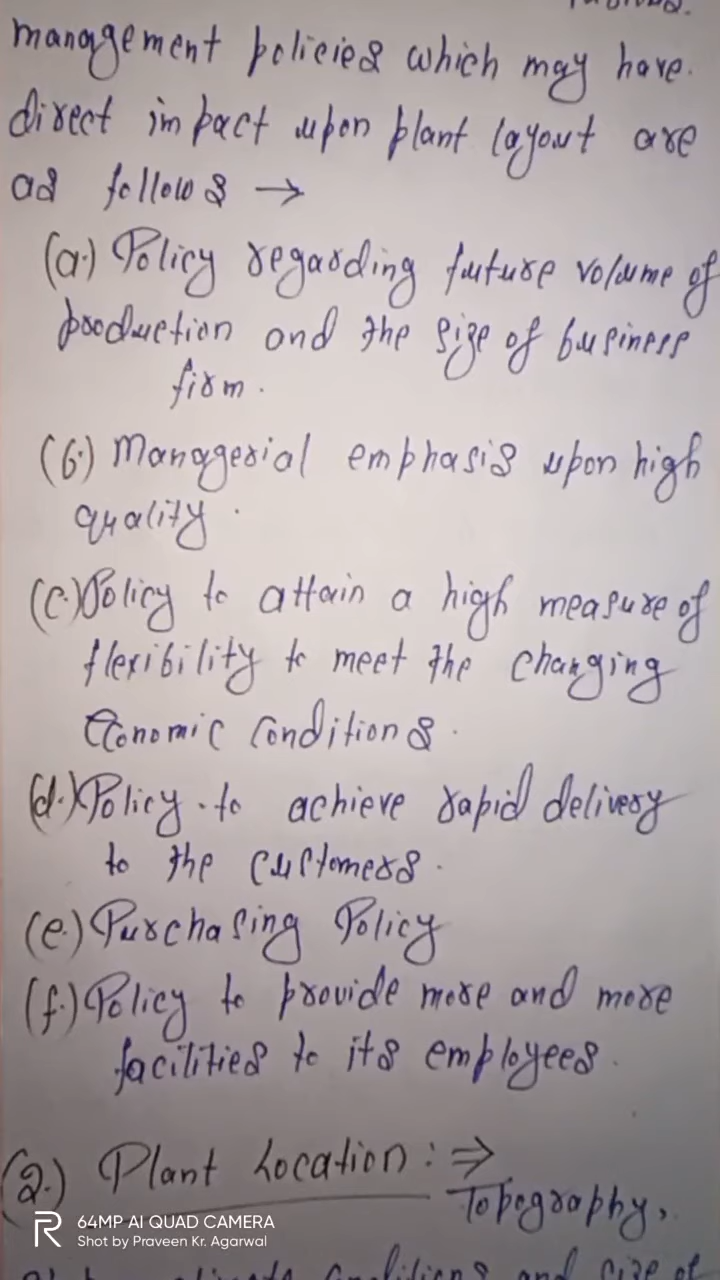 management policies which may have.
direct impact upon plant layout are
as follows →
(a.) Policy regarding future volume of
production and the size of business
firm.
(b.) Managerial emphasis upon high
quality.
(c.) Policy to attain a high measure of
flexibility to meet the changing
Economic Conditions.
(d.) Policy to achieve rapid delivery
to the Customers.
(e.) Purchasing Policy
(f.) Policy to provide more and more
facilities to its employees.
(2.) Plant Location : ⇒
Topography,
R 64MP AI QUAD CAMERA
Shot by Praveen Kr. Agarwal
conditions and size of